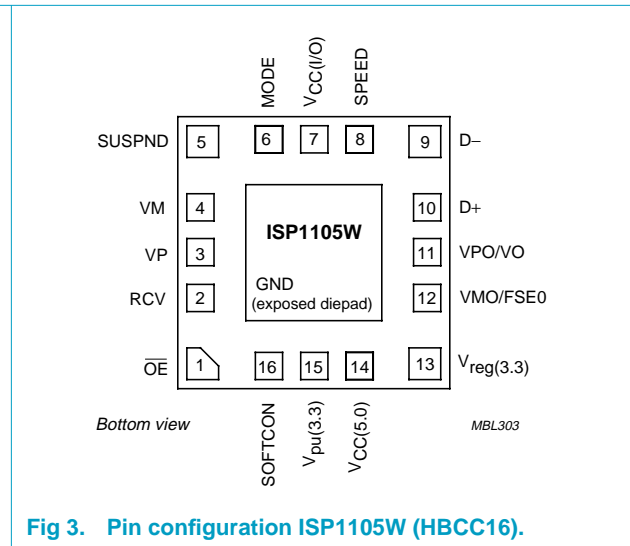 MODE
VCC(I/O)
SPEED
SUSPND 5 6 7 8 9 D−
VM 4 10 D+
ISP1105W
VP 3 11 VPO/VO
GND
(exposed diepad)
RCV 2 12 VMO/FSE0
OE 1 16 15 14 13 Vreg(3.3)
Bottom view
SOFTCON
Vpu(3.3)
VCC(5.0)
MBL303
Fig 3. Pin configuration ISP1105W (HBCC16).